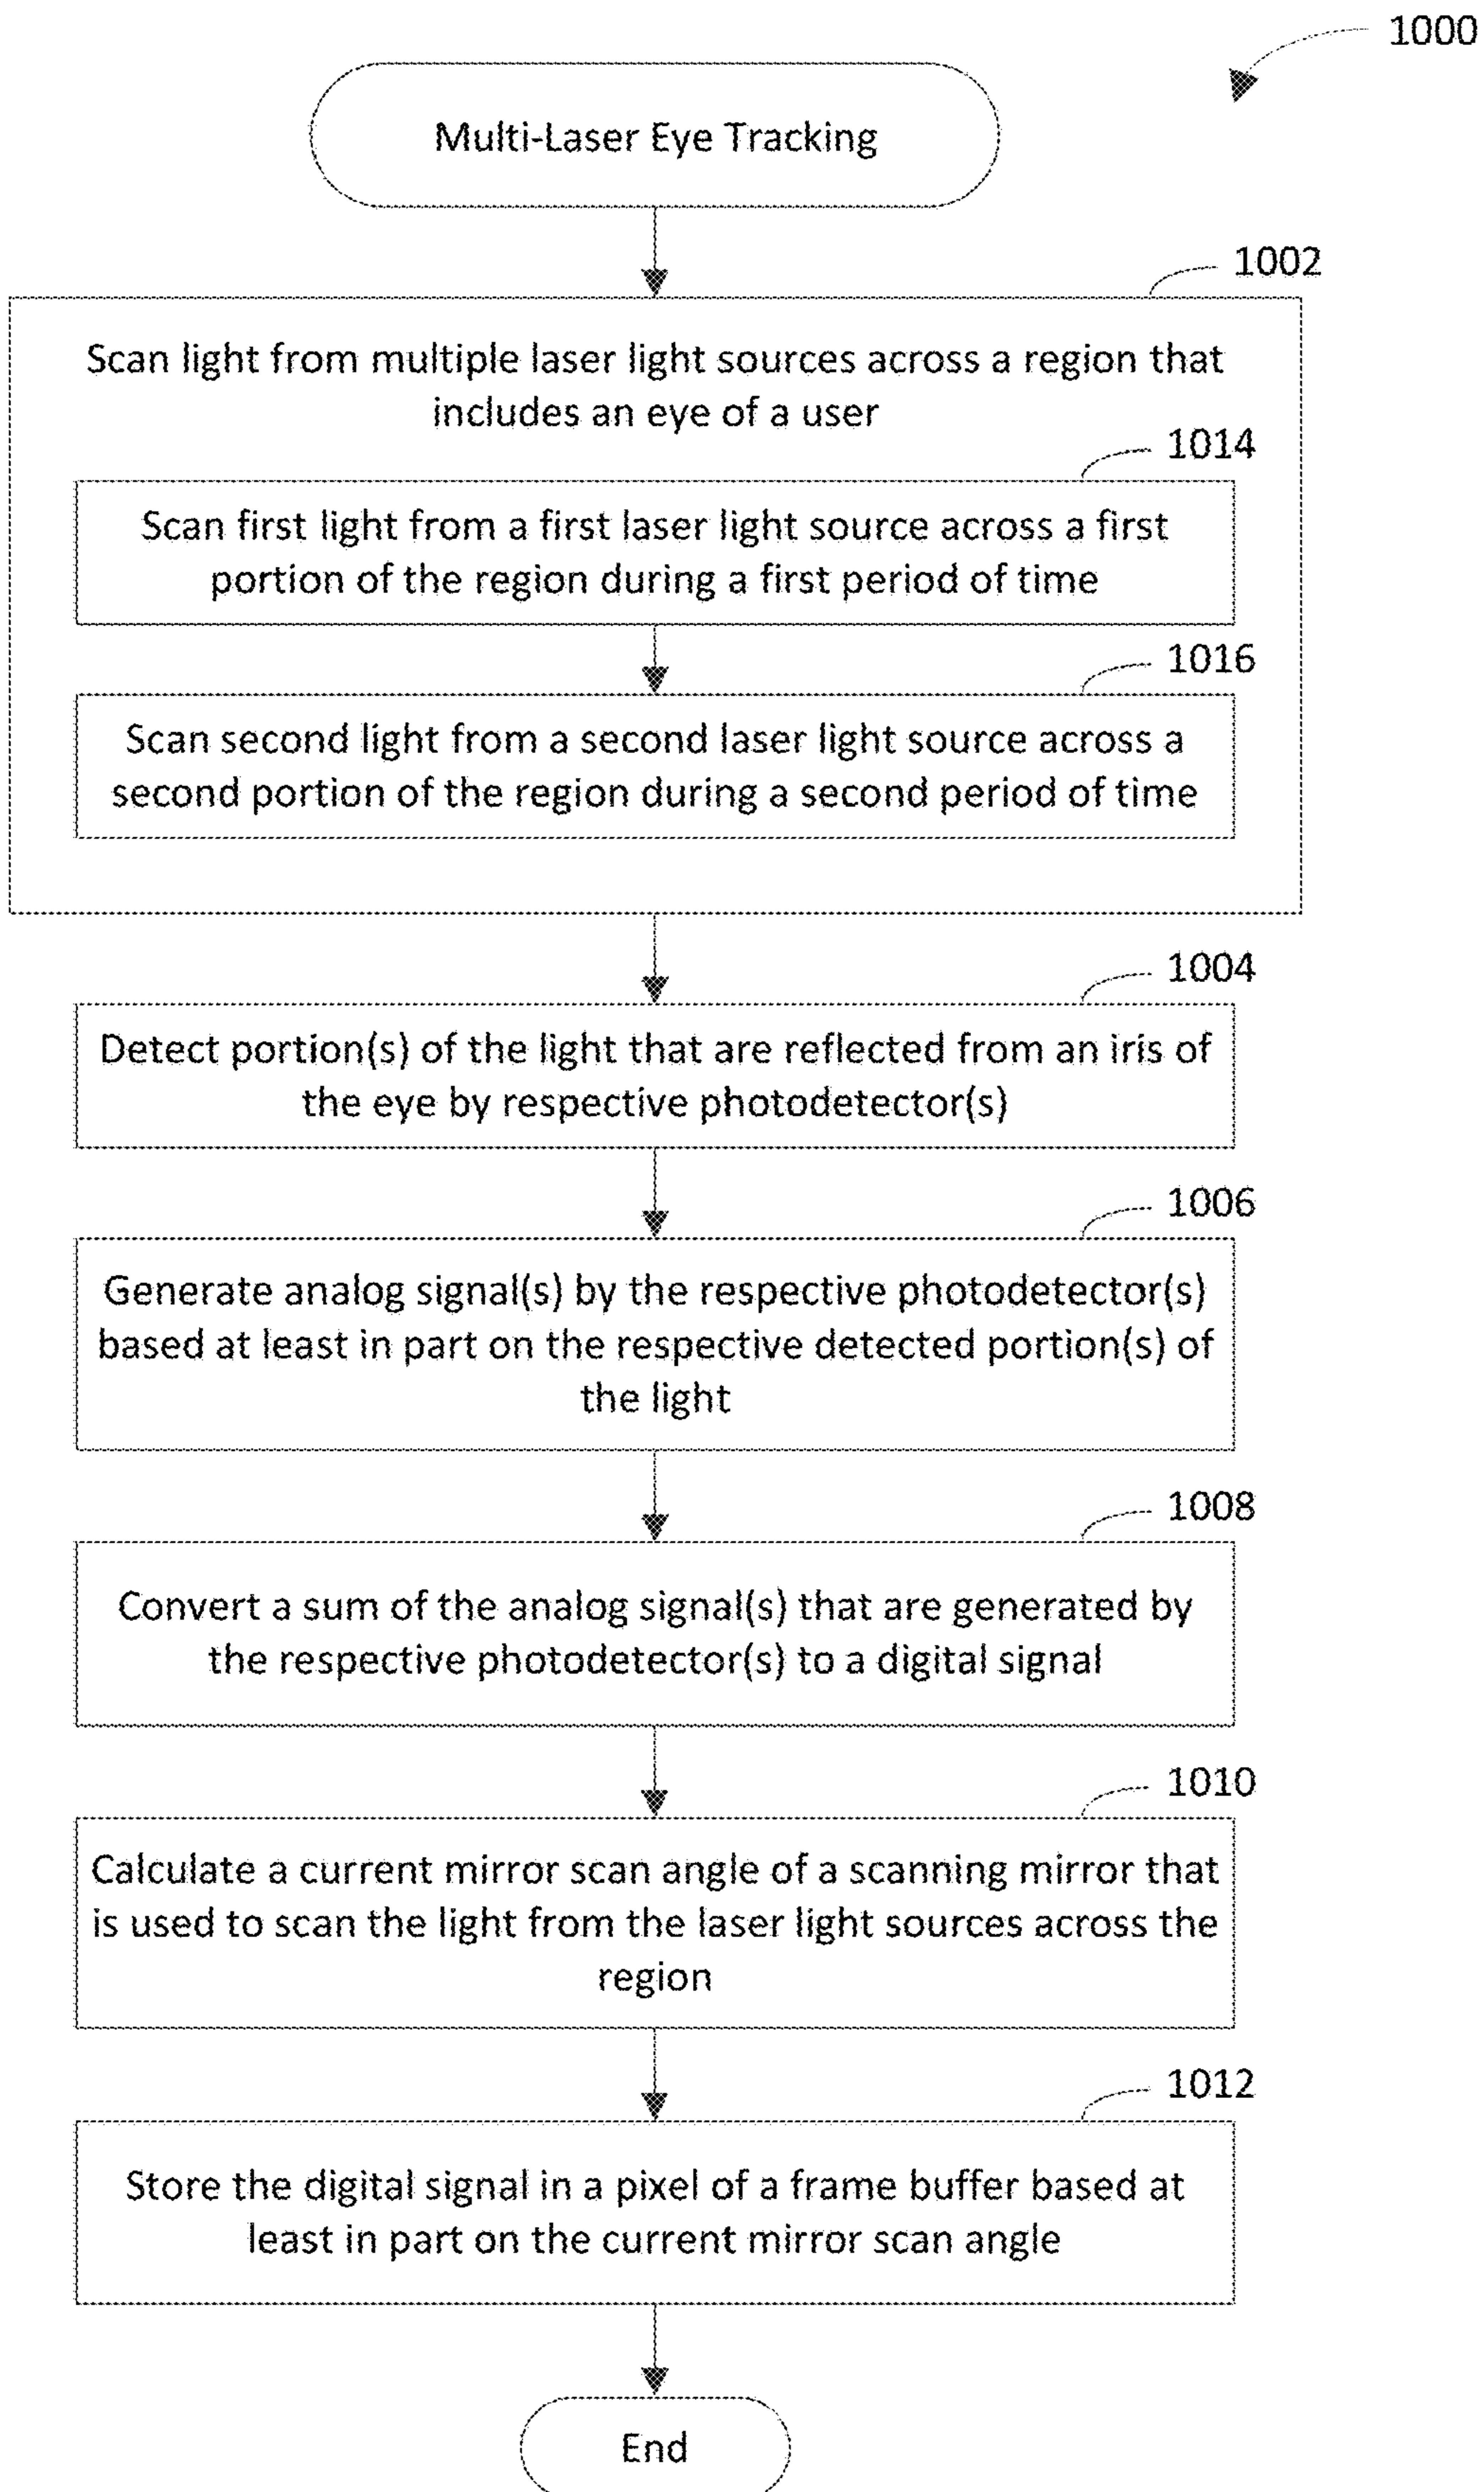 1000
Multi-Laser Eye Tracking
1002
Scan light from multiple laser light sources across a region that
includes an eye of a user
1014
Scan first light from a first laser light source across a first
portion of the region during a first period of time
1016
Scan second light from a second laser light source across a
second portion of the region during a second period of time
1004
Detect portion(s) of the light that are reflected from an iris of
the eye by respective photodetector(s)
1006
Generate analog signal(s) by the respective photodetector(s)
based at least in part on the respective detected portion(s) of
the light
1008
Convert a sum of the analog signal(s) that are generated by
the respective photodetector(s) to a digital signal
1010
Calculate a current mirror scan angle of a scanning mirror that
is used to scan the light from the laser light sources across the
region
1012
Store the digital signal in a pixel of a frame buffer based at
least in part on the current mirror scan angle
End